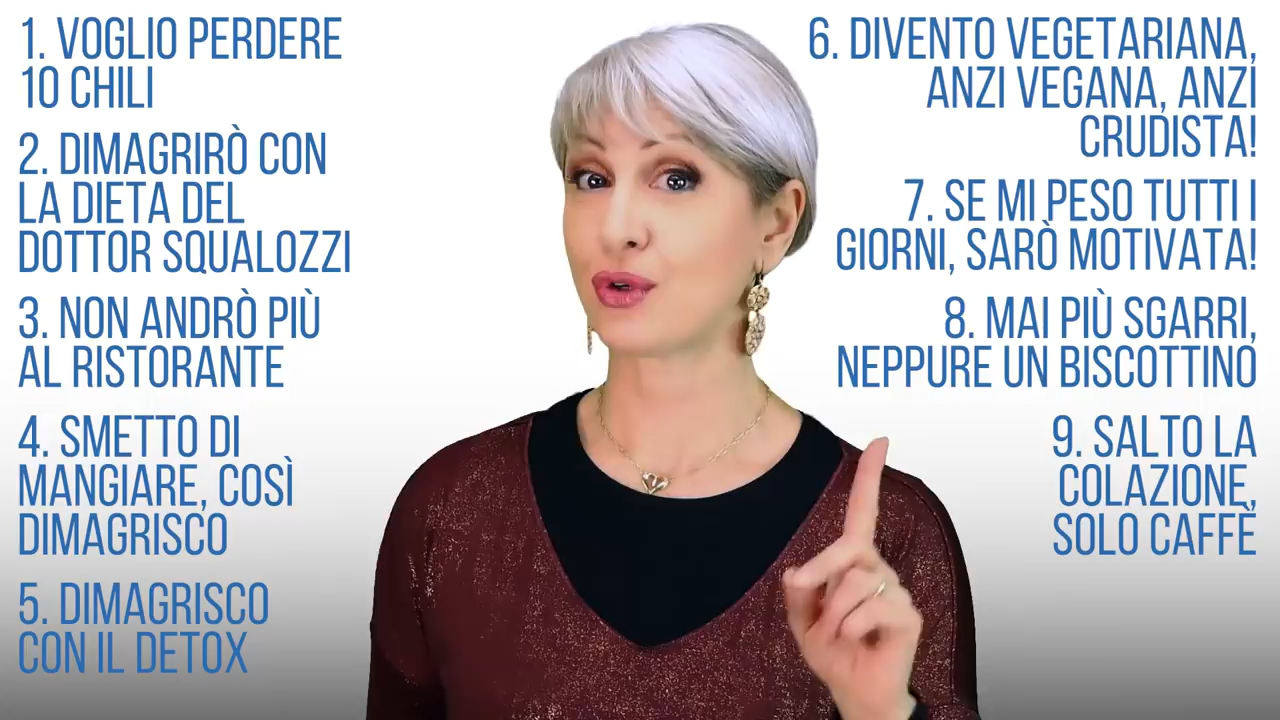 1. VOGLIO PERDERE
10 CHILI
2. DIMAGRIRÒ CON
LA DIETA DEL
DOTTOR SQUALOZZI
3. NON ANDRÒ PIÙ
AL RISTORANTE
4. SMETTO DI
MANGIARE, COSÌ
DIMAGRISCO
5. DIMAGRISCO
CON IL DETOX
6. DIVENTO VEGETARIANA,
ANZI VEGANA, ANZI
CRUDISTA!
7. SE MI PESO TUTTI I
GIORNI, SARÒ MOTIVATA!
8. MAI PIÙ SGARRI,
NEPPURE UN BISCOTTINO
9. SALTO LA
COLAZIONE,
SOLO CAFFÈ